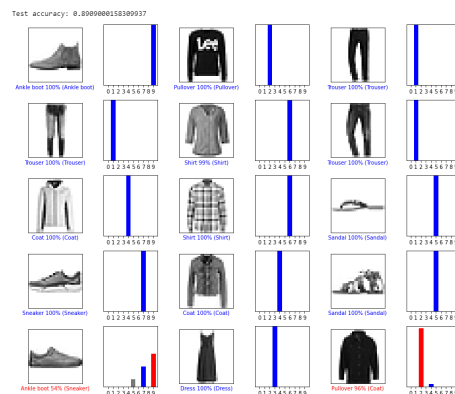 Test accuracy: 0.8909000158309937
Lee
Ankle boot 100% (Ankle boot)
0 1 2 3 4 5 6 7 8 9
Pullover 100% (Pullover)
0 1 2 3 4 5 6 7 8 9
Trouser 100% (Trouser)
0 1 2 3 4 5 6 7 8 9
Trouser 100% (Trouser)
0 1 2 3 4 5 6 7 8 9
Shirt 99% (Shirt)
0 1 2 3 4 5 6 7 8 9
Trouser 100% (Trouser)
0 1 2 3 4 5 6 7 8 9
Coat 100% (Coat)
0 1 2 3 4 5 6 7 8 9
Shirt 100% (Shirt)
0 1 2 3 4 5 6 7 8 9
Sandal 100% (Sandal)
0 1 2 3 4 5 6 7 8 9
Sneaker 100% (Sneaker)
0 1 2 3 4 5 6 7 8 9
Coat 100% (Coat)
0 1 2 3 4 5 6 7 8 9
Sandal 100% (Sandal)
0 1 2 3 4 5 6 7 8 9
Ankle boot 54% (Sneaker)
0 1 2 3 4 5 6 7 8 9
Dress 100% (Dress)
0 1 2 3 4 5 6 7 8 9
Pullover 96% (Coat)
0 1 2 3 4 5 6 7 8 9